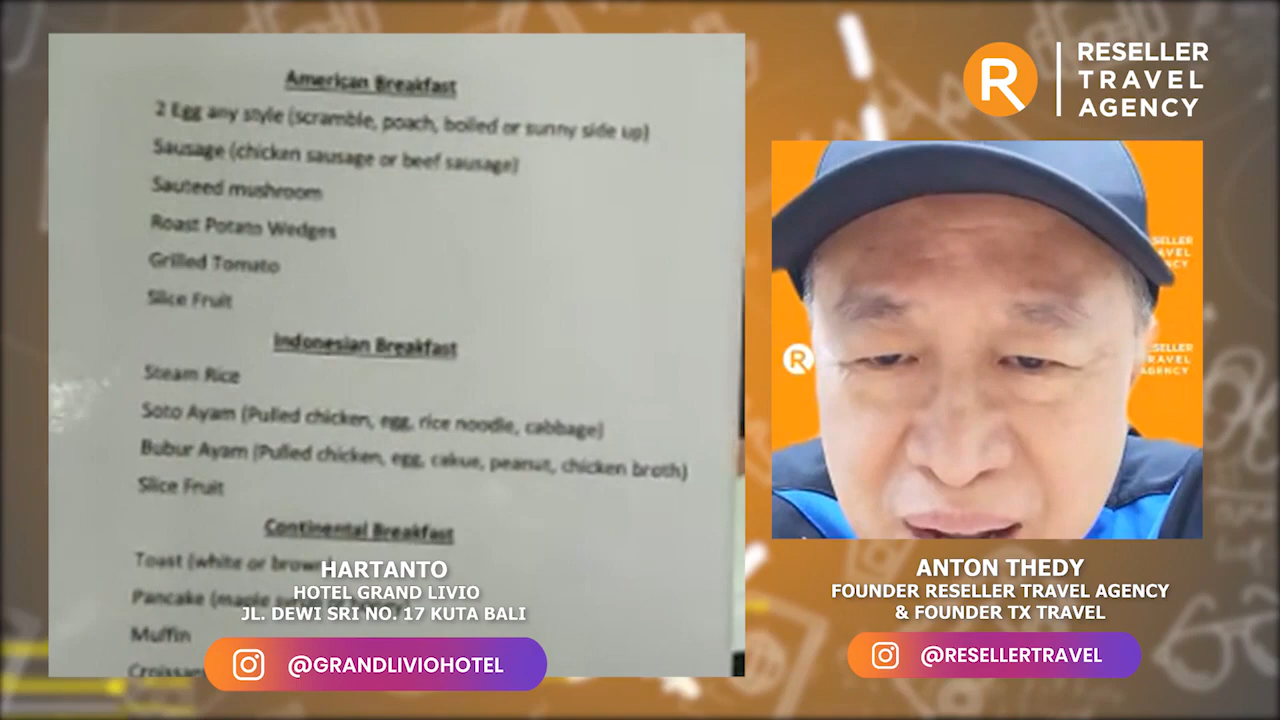 American Breakfast
2 Egg any style (scramble, poach, boiled or sunny side up)
Sausage (chicken sausage or beef sausage)
Sauteed mushroom
Roast Potato Wedges
Grilled Tomato
Slice Fruit
Indonesian Breakfast
Steam Rice
Soto Ayam (Pulled chicken, egg, rice noodle, cabbage)
Bubur Ayam (Pulled chicken, egg, cakue, peanut, chicken broth)
Slice Fruit
Continental Breakfast
Toast (white or brown
Pancake (maple
Muffin
HARTANTO
HOTEL GRAND LIVIO
JL. DEWI SRI NO. 17 KUTA BALI
@GRANDLIVIOHOTEL
R
RESELLER
TRAVEL
AGENCY
R
ANTON THEDY
FOUNDER RESELLER TRAVEL AGENCY
& FOUNDER TX TRAVEL
@RESELLERTRAVEL